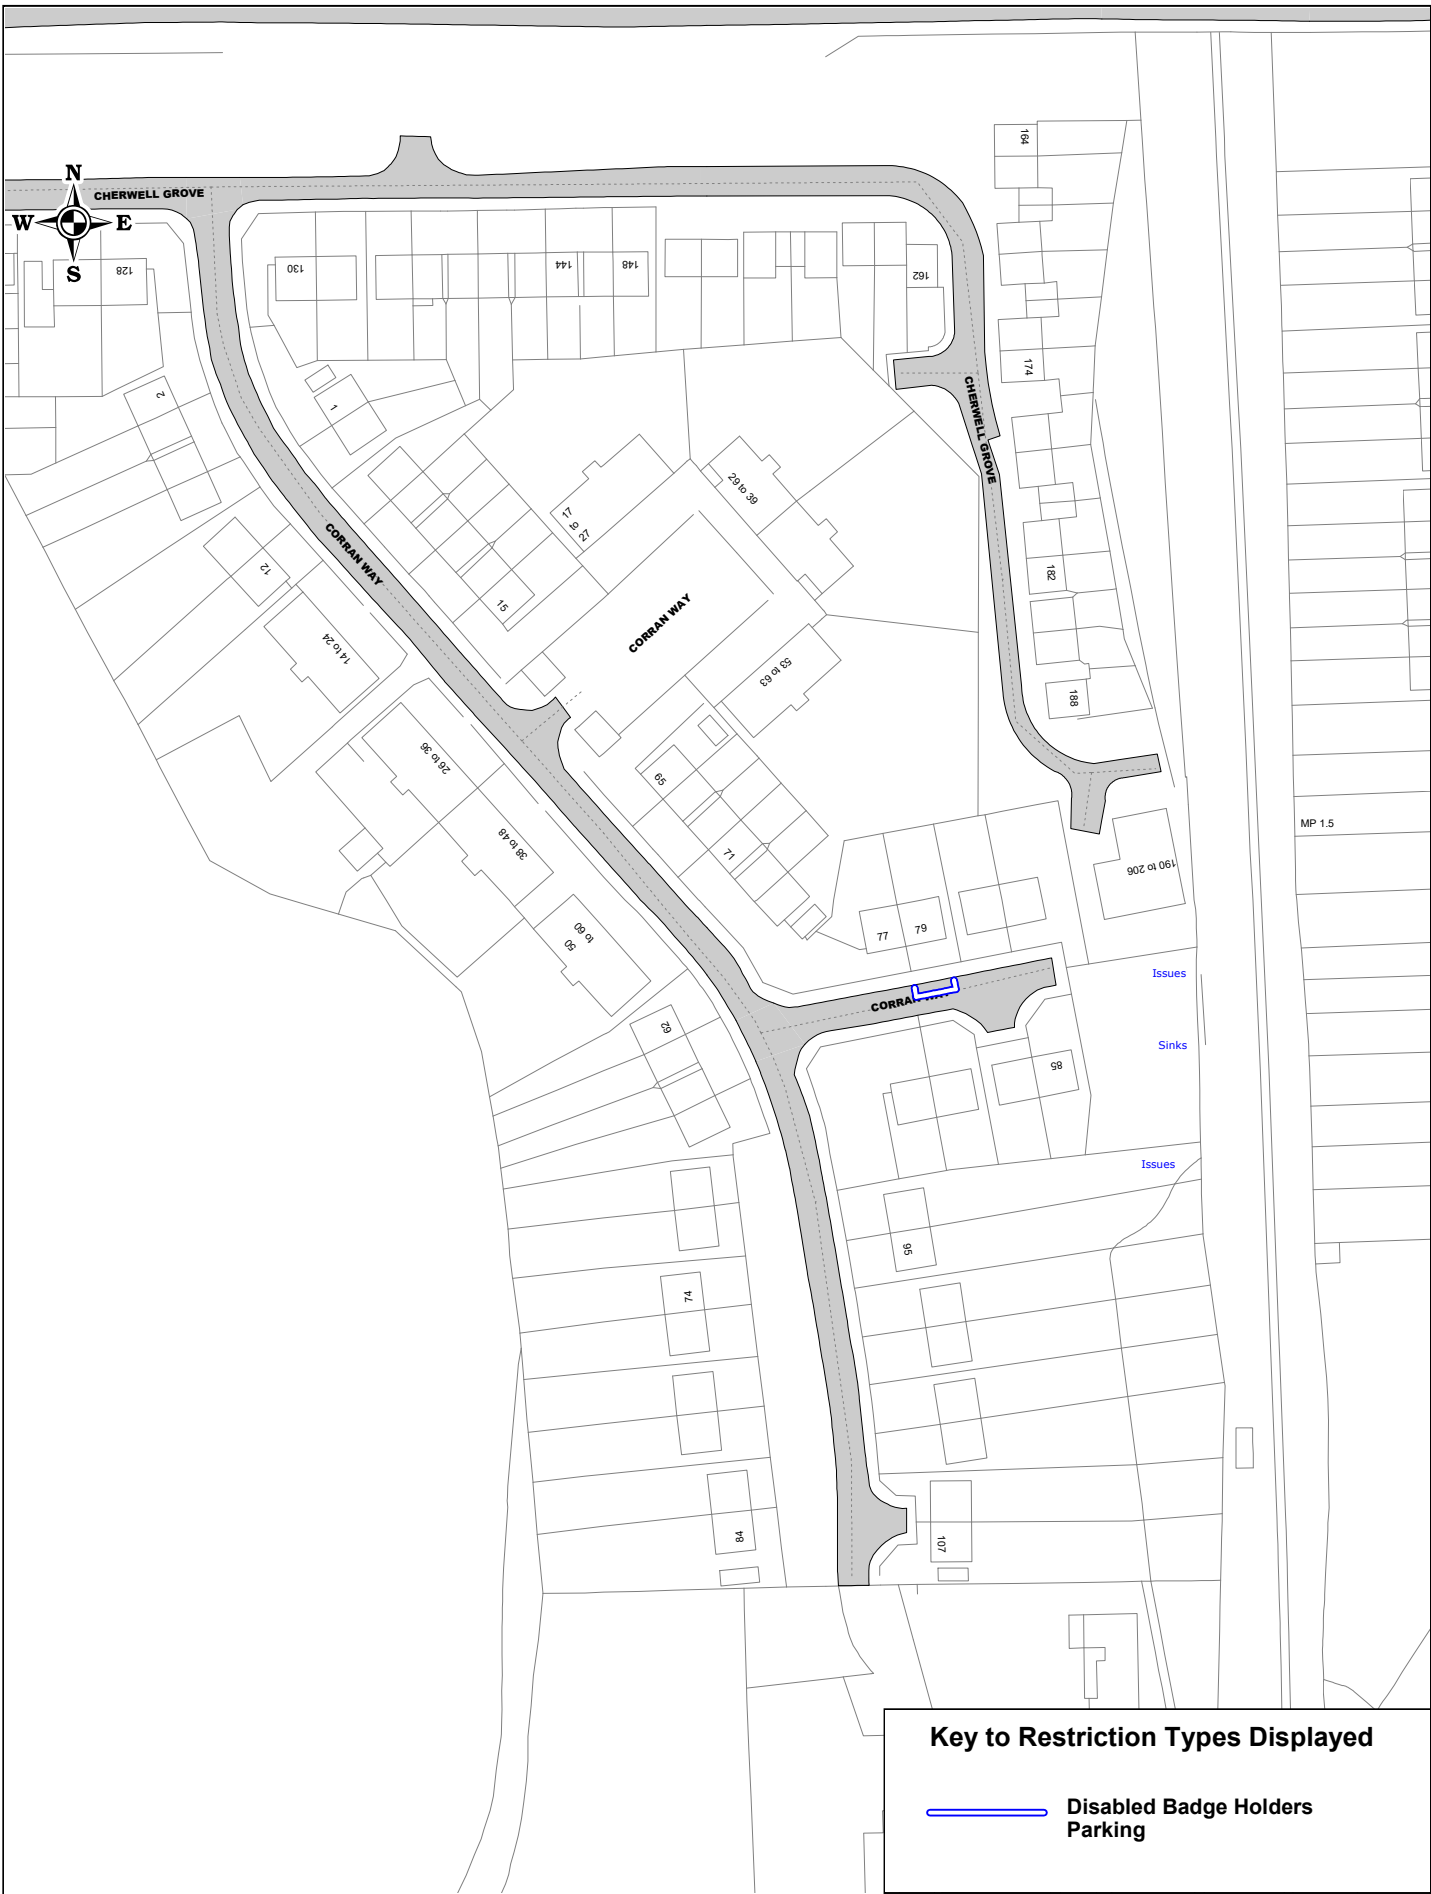 164
N
CHERWELL GROVE
W
E
S
128
130
144
148
162
174
CHERWELL GROVE
2
1
29 to 39
17
to
27
CORRAN WAY
12
182
15
CORRAN WAY
14 to 24
53 to 63
188
26 to 36
65
MP 1.5
38 to 48
71
190 to 206
77
79
50
to 60
Issues
CORRAN WAY
62
Sinks
85
Issues
95
74
84
107
Key to Restriction Types Displayed
Disabled Badge Holders
Parking